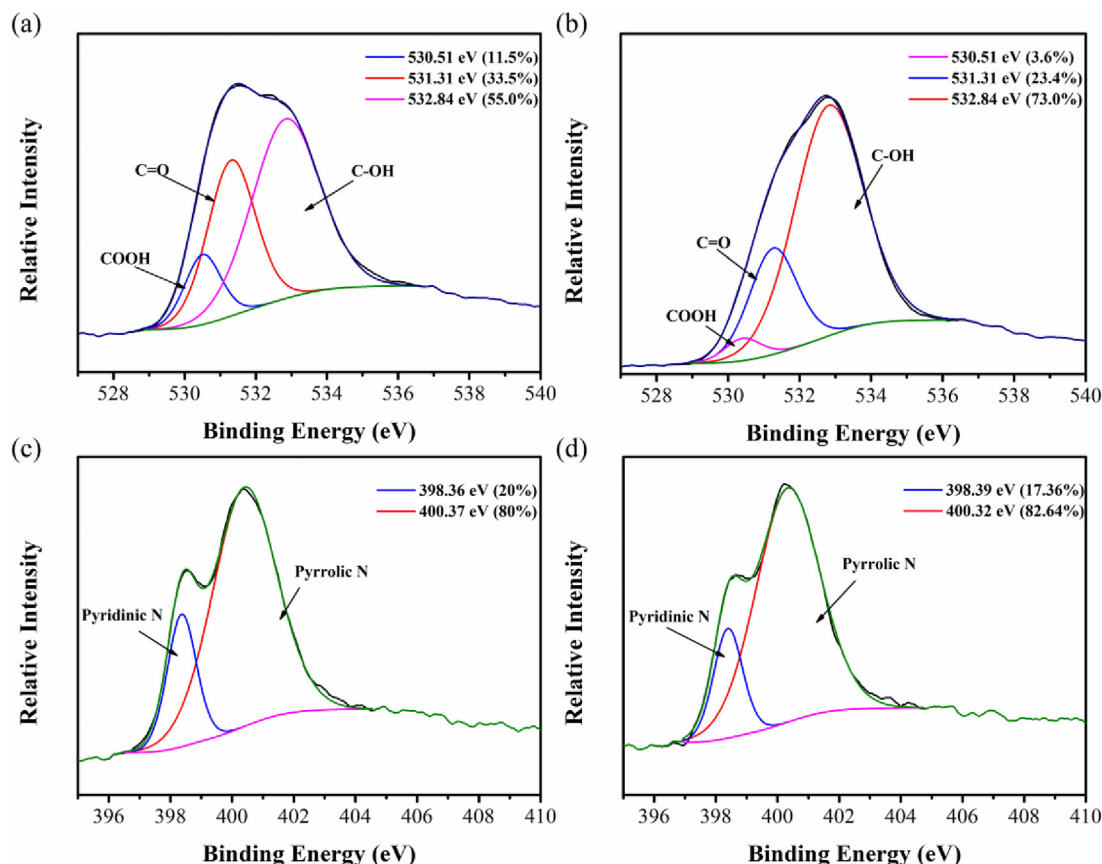 (a)
530.51 eV (11.5%)
531.31 eV (33.5%)
532.84 eV (55.0%)
C=O
C-OH
COOH
Relative Intensity
528 530 532 534 536 538 540
Binding Energy (eV)
(b)
530.51 eV (3.6%)
531.31 eV (23.4%)
532.84 eV (73.0%)
C-OH
C=O
COOH
Relative Intensity
528 530 532 534 536 538 540
Binding Energy (eV)
(c)
398.36 eV (20%)
400.37 eV (80%)
Pyrrolic N
Pyridinic N
Relative Intensity
396 398 400 402 404 406 408 410
Binding Energy (eV)
(d)
398.39 eV (17.36%)
400.32 eV (82.64%)
Pyrrolic N
Pyridinic N
Relative Intensity
396 398 400 402 404 406 408 410
Binding Energy (eV)